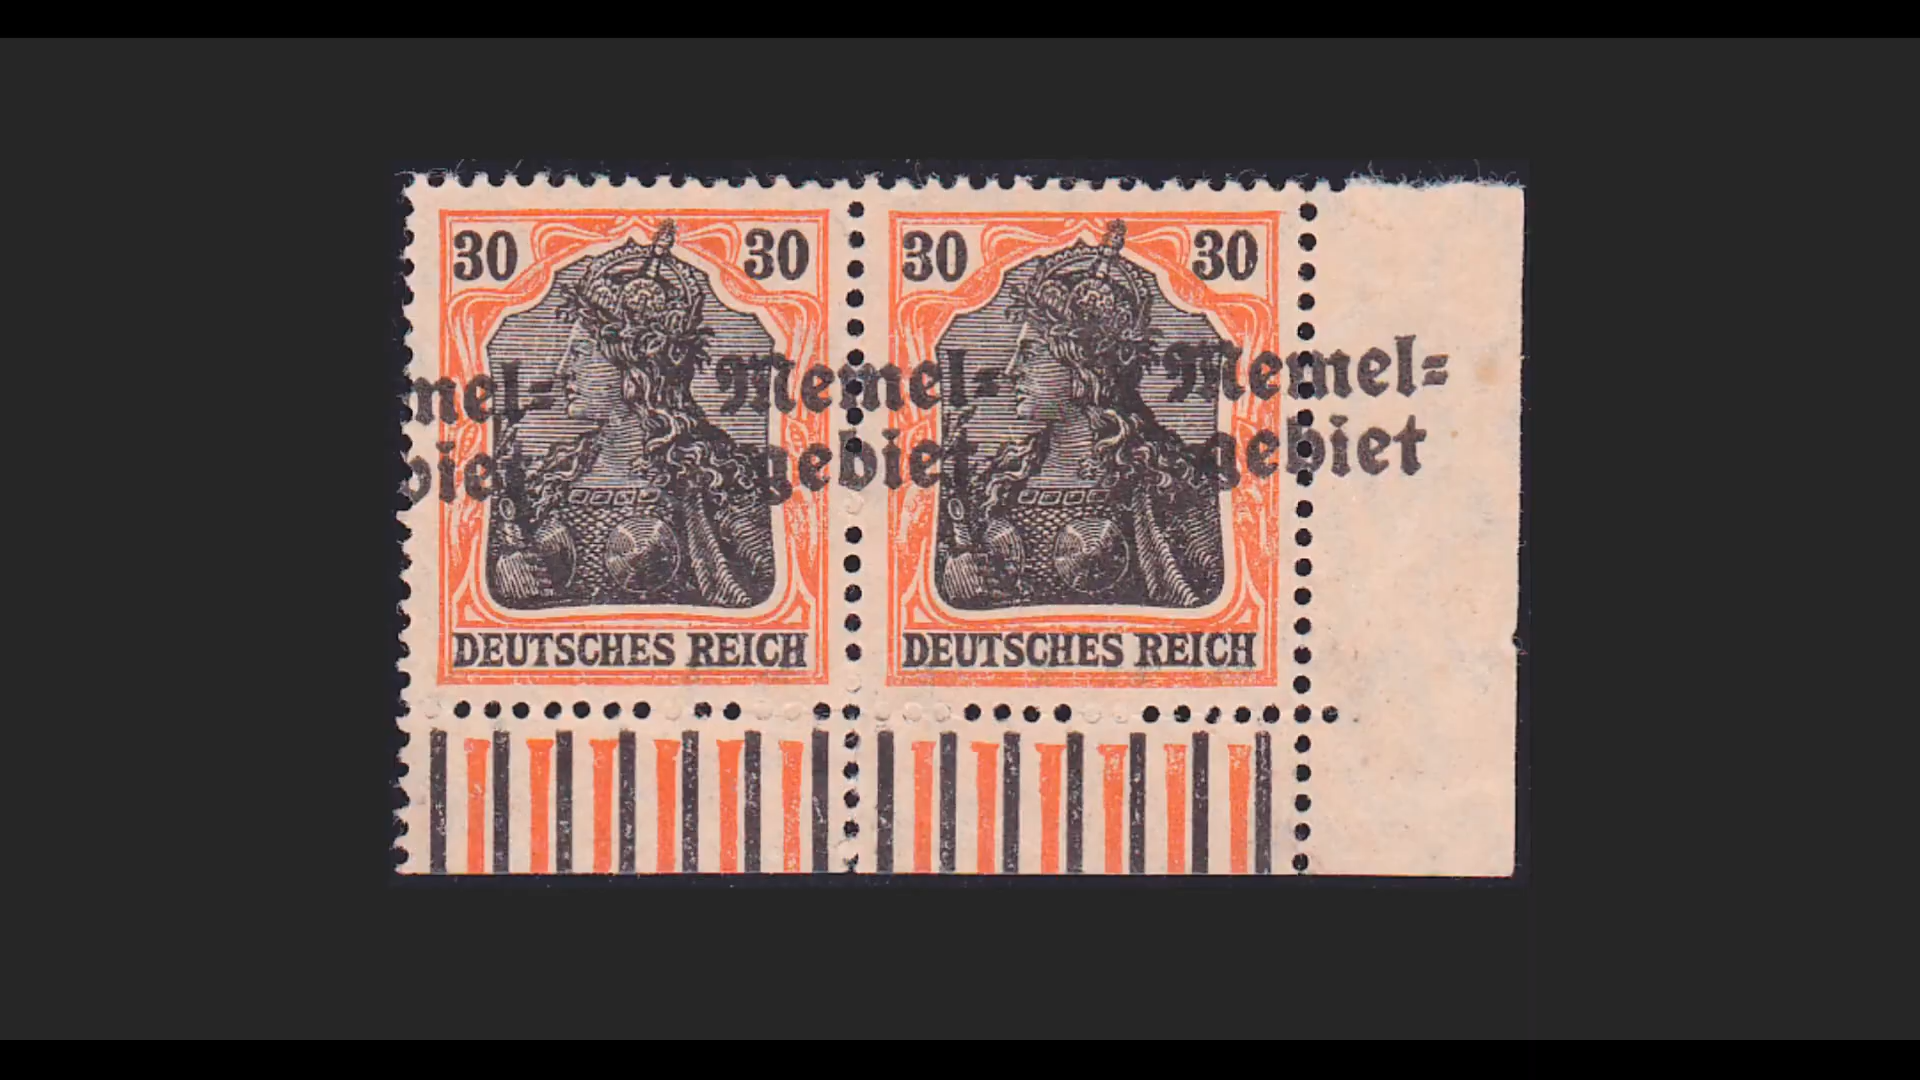 30 30 30 30
mel= Memel= Memel=
biet gebiet gebiet
DEUTSCHES REICH DEUTSCHES REICH